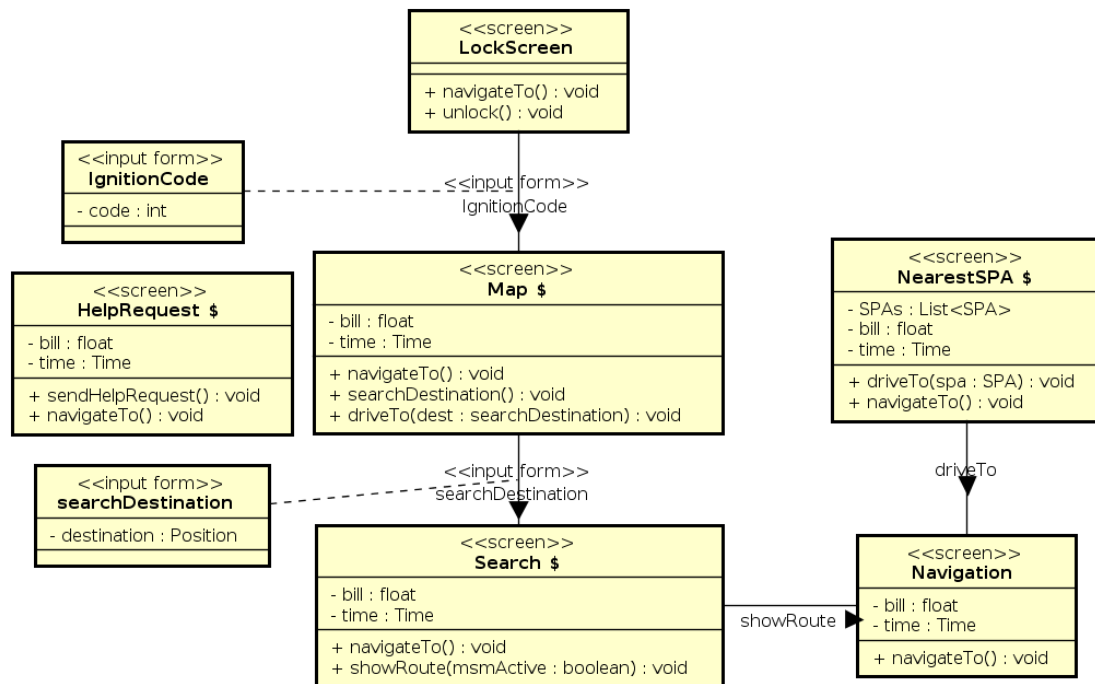 <<screen>>
LockScreen
+ navigateTo() : void
+ unlock() : void
<<input form>>
IgnitionCode
- code : int
<<input form>>
IgnitionCode
<<screen>>
HelpRequest $
- bill : float
- time : Time
+ sendHelpRequest() : void
+ navigateTo() : void
<<screen>>
Map $
- bill : float
- time : Time
+ navigateTo() : void
+ searchDestination() : void
+ driveTo(dest : searchDestination) : void
<<screen>>
NearestSPA $
- SPAs : List<SPA>
- bill : float
- time : Time
+ driveTo(spa : SPA) : void
+ navigateTo() : void
<<input form>>
searchDestination
- destination : Position
<<input form>>
searchDestination
driveTo
<<screen>>
Search $
- bill : float
- time : Time
+ navigateTo() : void
+ showRoute(msmActive : boolean) : void
showRoute
<<screen>>
Navigation
- bill : float
- time : Time
+ navigateTo() : void